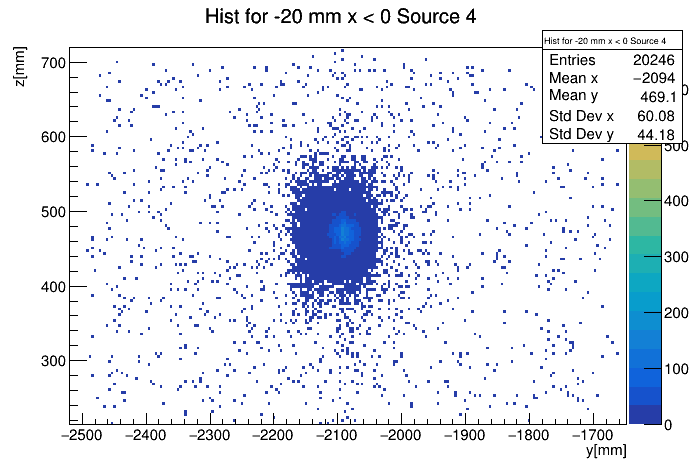 Hist for -20 mm x < 0 Source 4
Hist for -20 mm x < 0 Source 4
Entries 20246
Mean x −2094
Mean y 469.1
Std Dev x 60.08
Std Dev y 44.18
z[mm]
700
600
500
400
300
−2500 −2400 −2300 −2200 −2100 −2000 −1900 −1800 −1700
y[mm]
0
500
400
300
200
100
0